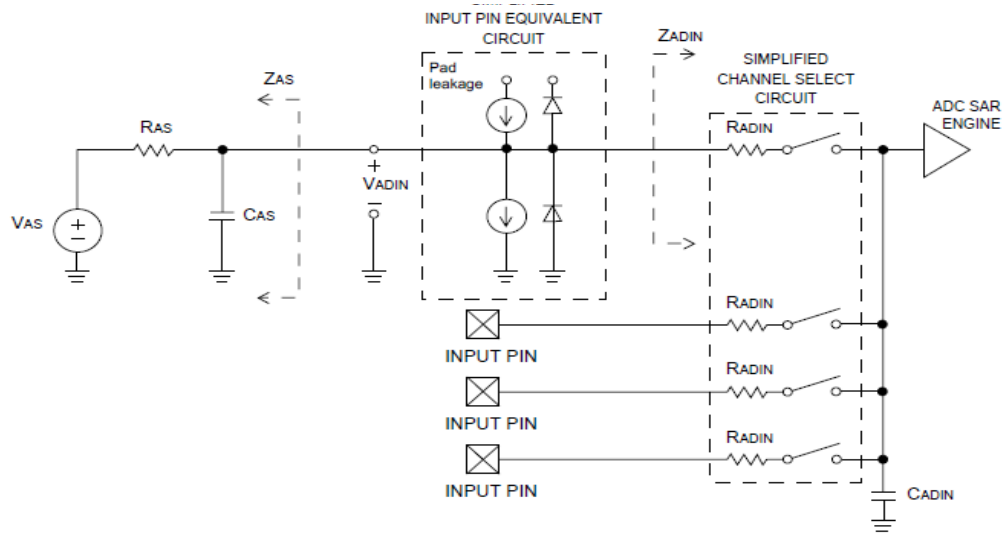 INPUT PIN EQUIVALENT
CIRCUIT
Pad
leakage
ZAS
ZADIN
SIMPLIFIED
CHANNEL SELECT
CIRCUIT
ADC SAR
ENGINE
RAS
RADIN
+
VADIN
–
VAS
+
–
CAS
RADIN
INPUT PIN
RADIN
INPUT PIN
RADIN
INPUT PIN
CADIN